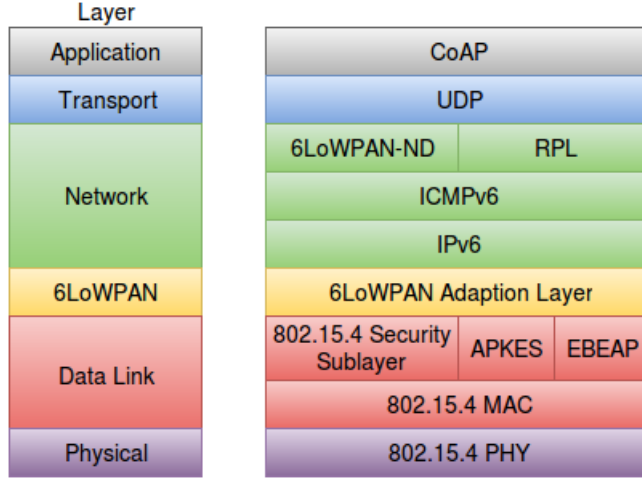 Layer
Application
CoAP
Transport
UDP
Network
6LoWPAN-ND
RPL
ICMPv6
IPv6
6LoWPAN
6LoWPAN Adaption Layer
Data Link
802.15.4 Security
Sublayer
APKES
EBEAP
802.15.4 MAC
Physical
802.15.4 PHY